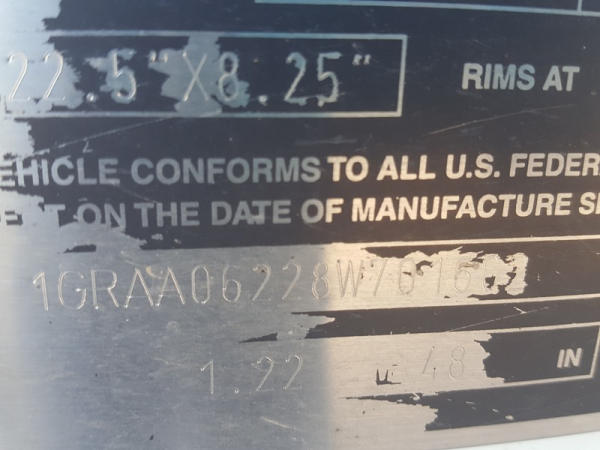 22.5"X8.25" RIMS AT
EHICLE CONFORMS TO ALL U.S. FEDER
ON THE DATE OF MANUFACTURE S
1.22 48 IN